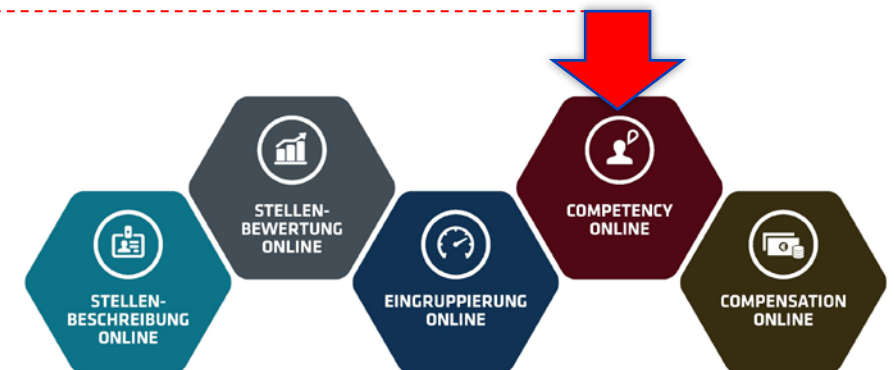 STELLEN-
BESCHREIBUNG
ONLINE
STELLEN-
BEWERTUNG
ONLINE
EINGRUPPIERUNG
ONLINE
COMPETENCY
ONLINE
COMPENSATION
ONLINE